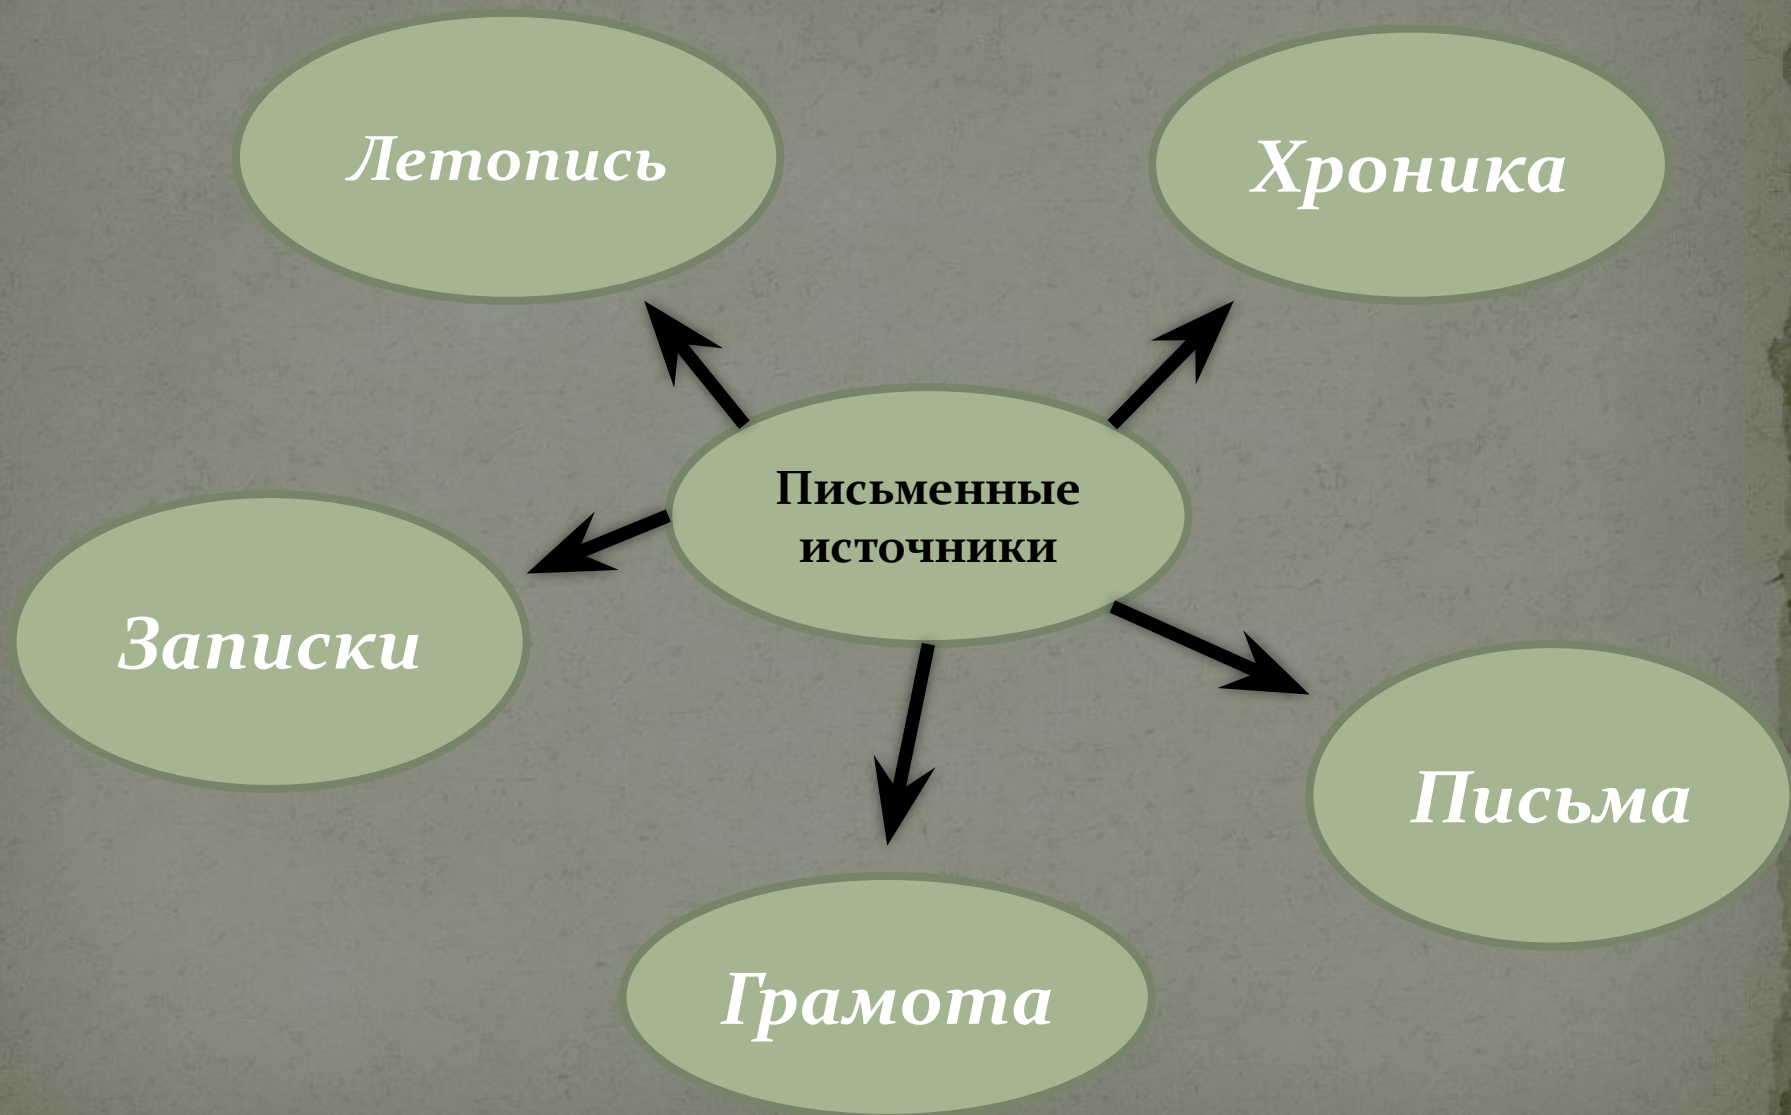 Летопись
Хроника
Письменные
источники
Записки
Письма
Грамота